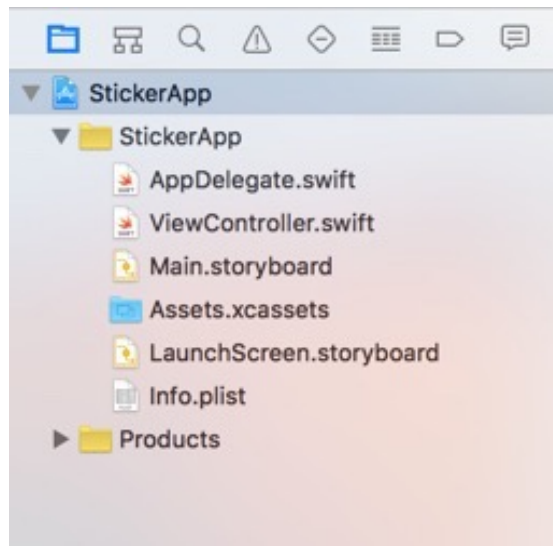 StickerApp
StickerApp
AppDelegate.swift
ViewController.swift
Main.storyboard
Assets.xcassets
LaunchScreen.storyboard
Info.plist
Products